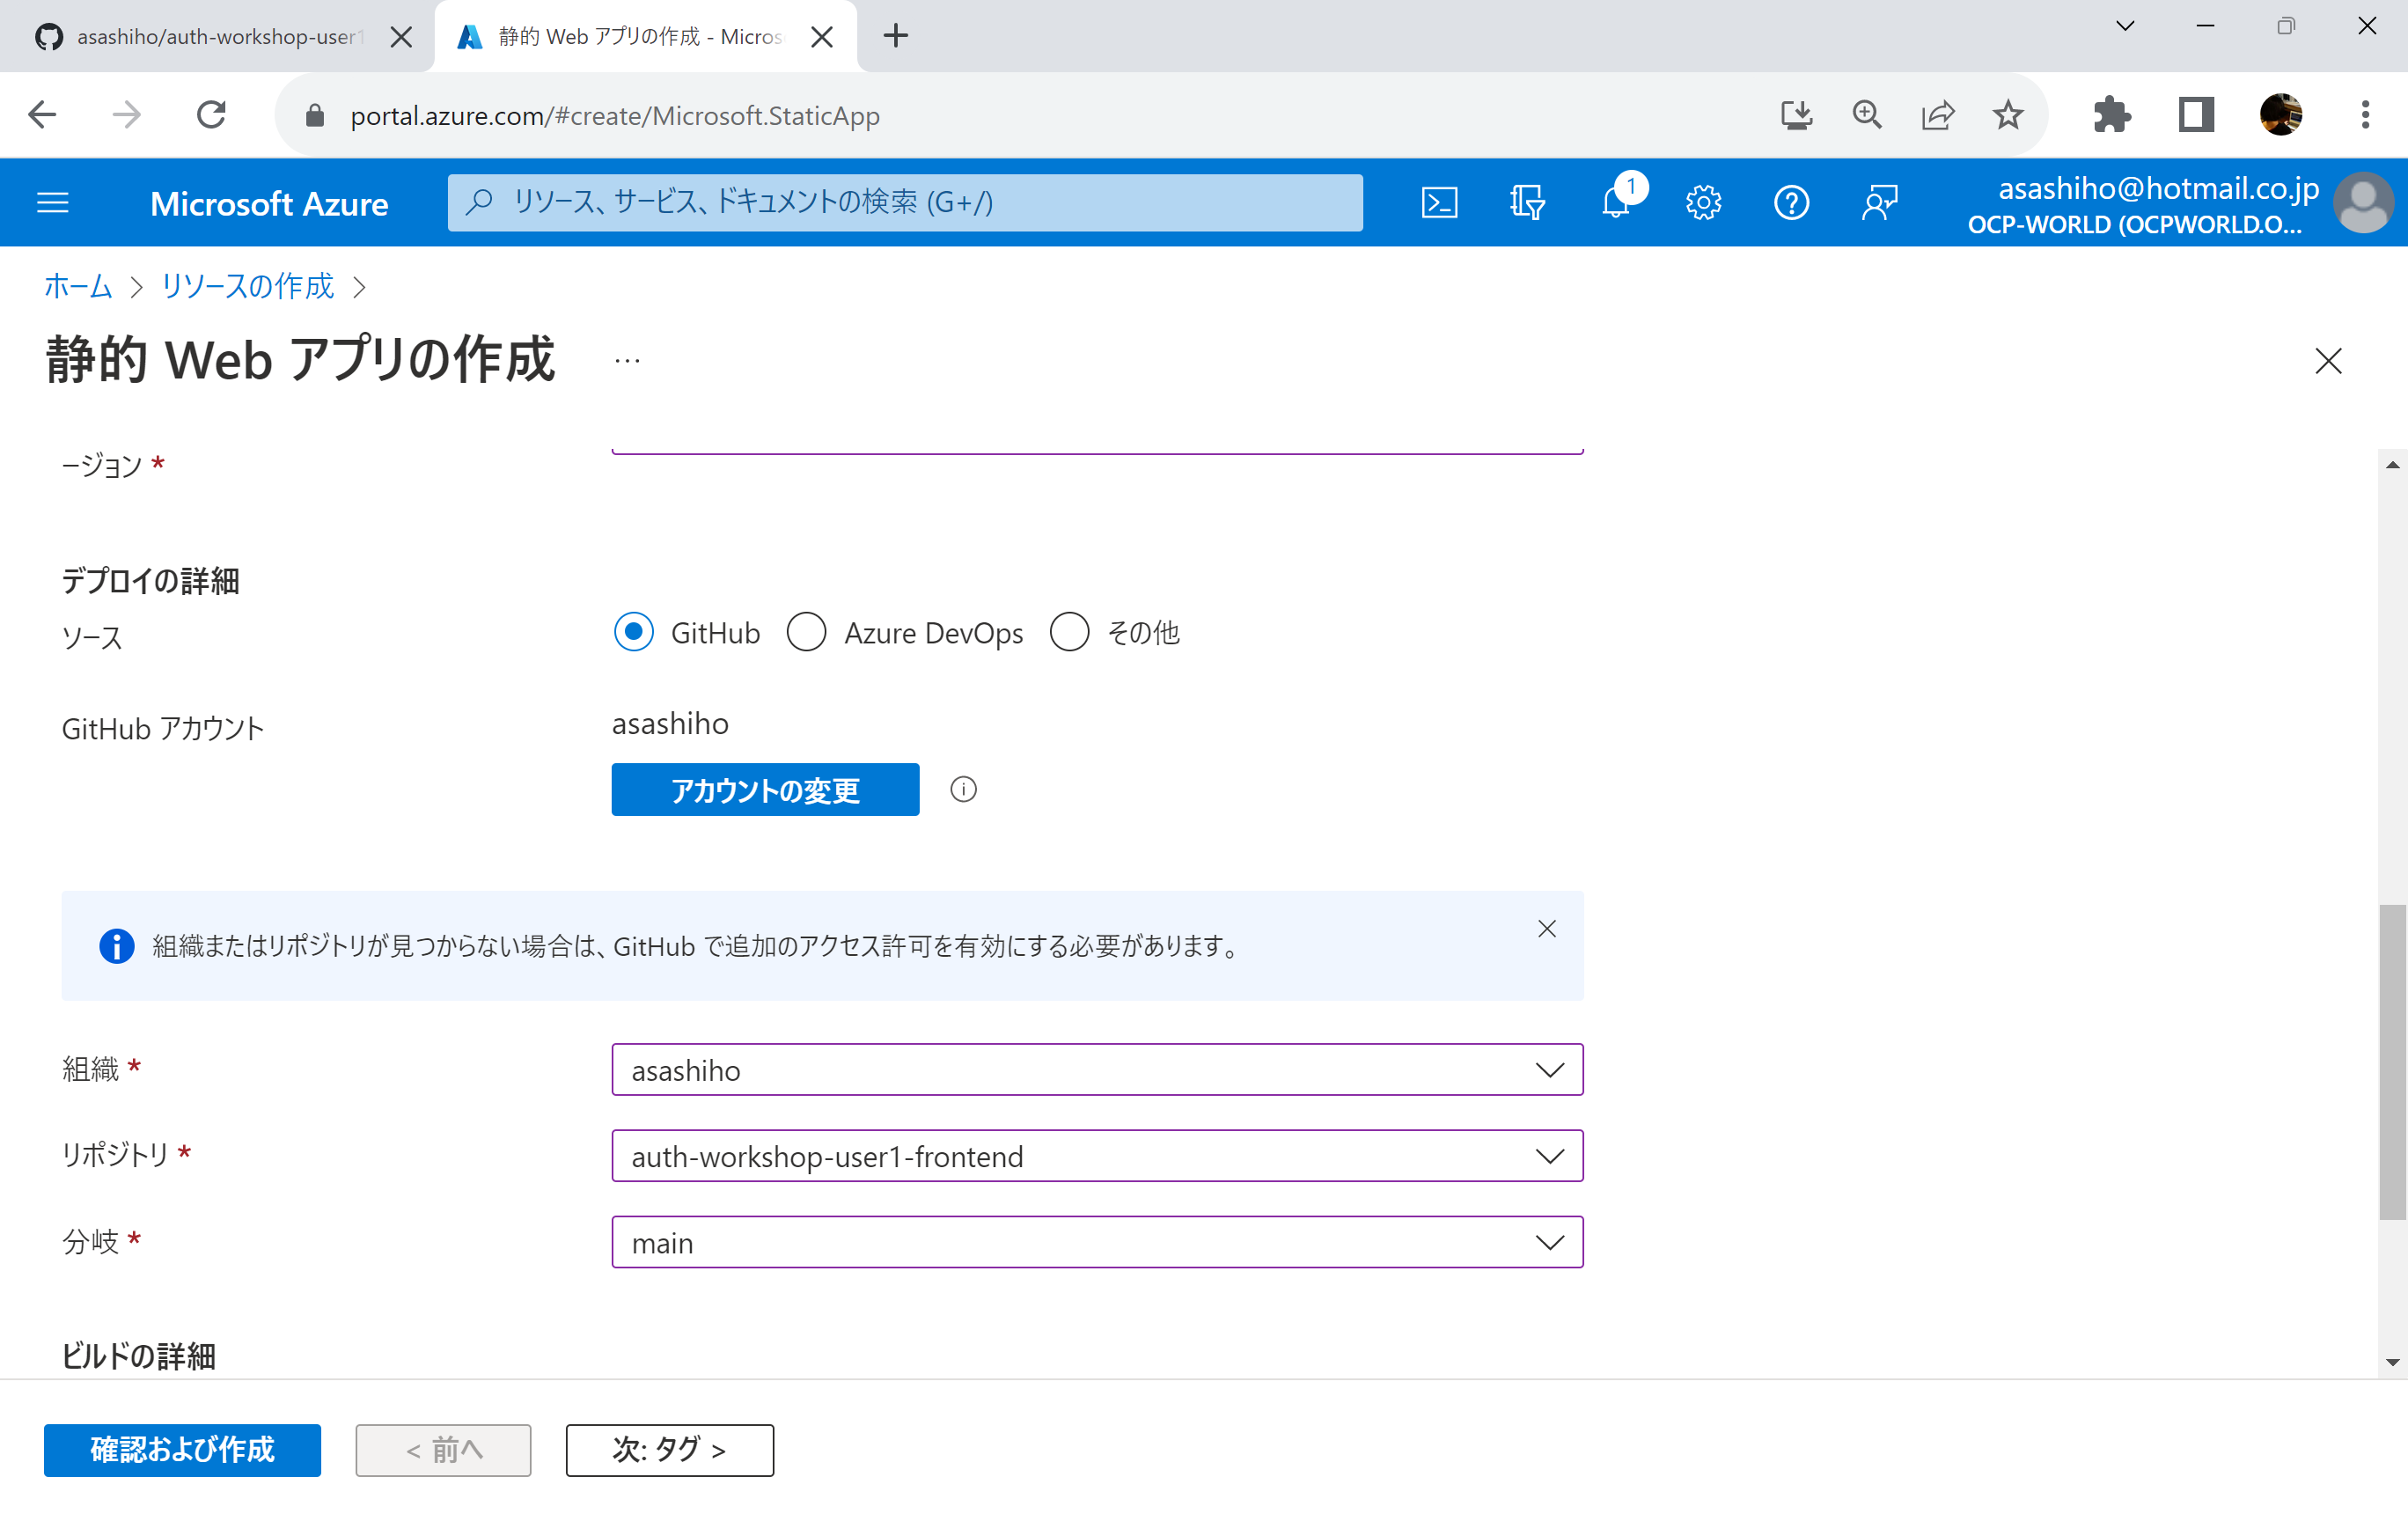 asashiho/auth-workshop-user1
静的 Web アプリの作成 - Micros
portal.azure.com/#create/Microsoft.StaticApp
Microsoft Azure
リソース、サービス、ドキュメントの検索 (G+/)
1
asashiho@hotmail.co.jp
OCP-WORLD (OCPWORLD.O...
ホーム > リソースの作成 >
静的 Web アプリの作成 ...
ージョン *
デプロイの詳細
ソース
GitHub Azure DevOps その他
GitHub アカウント
asashiho
アカウントの変更
組織またはリポジトリが見つからない場合は、GitHub で追加のアクセス許可を有効にする必要があります。
組織 *
asashiho
リポジトリ *
auth-workshop-user1-frontend
分岐 *
main
ビルドの詳細
確認および作成
< 前へ
次: タグ >